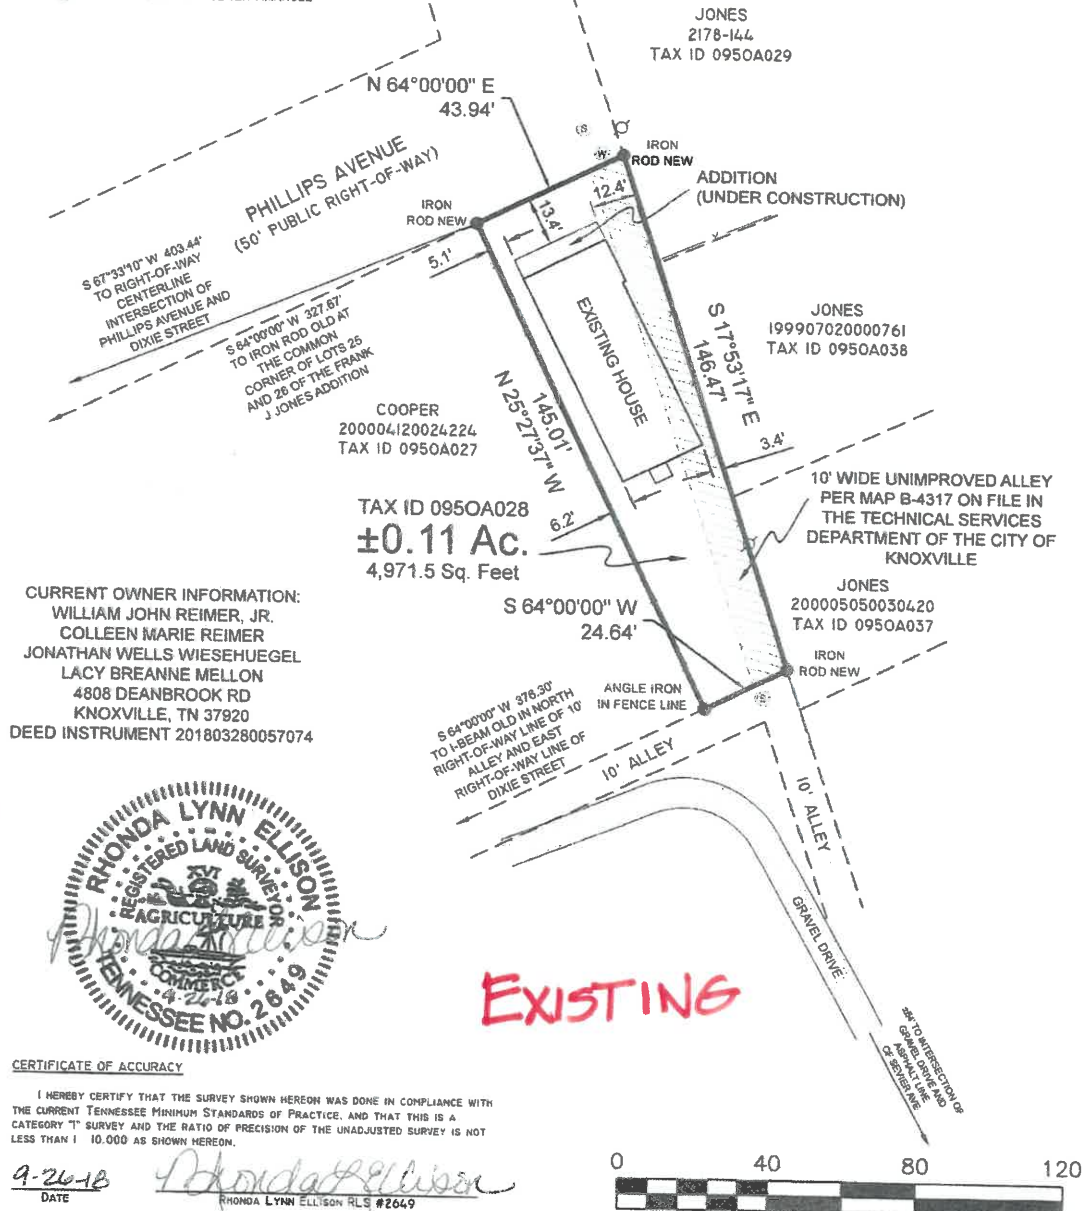 JONES
2178-144
TAX ID 095OA029
N 64°00'00" E
43.94'
PHILLIPS AVENUE
(50' PUBLIC RIGHT-OF-WAY)
IRON
ROD NEW
IRON
ROD NEW
W
S
12.4'
13.4'
5.1'
ADDITION
(UNDER CONSTRUCTION)
S 67°33'10" W 403.44'
TO RIGHT-OF-WAY
CENTERLINE
INTERSECTION OF
PHILLIPS AVENUE AND
DIXIE STREET
S 64°00'00" W 327.67'
TO IRON ROD OLD AT
THE COMMON
CORNER OF LOTS 25
AND 26 OF THE FRANK
J JONES ADDITION
EXISTING HOUSE
S 17°53'17" E
146.47'
JONES
199907020000761
TAX ID 095OA038
COOPER
200004120024224
TAX ID 095OA027
145.01'
N 25°27'37" W
3.4'
6.2'
10' WIDE UNIMPROVED ALLEY
PER MAP B-4317 ON FILE IN
THE TECHNICAL SERVICES
DEPARTMENT OF THE CITY OF
KNOXVILLE
TAX ID 095OA028
±0.11 Ac.
4,971.5 Sq. Feet
JONES
200005050030420
TAX ID 095OA037
S 64°00'00" W
24.64'
IRON
ROD NEW
ANGLE IRON
IN FENCE LINE
CURRENT OWNER INFORMATION:
WILLIAM JOHN REIMER, JR.
COLLEEN MARIE REIMER
JONATHAN WELLS WIESEHUEGEL
LACY BREANNE MELLON
4808 DEANBROOK RD
KNOXVILLE, TN 37920
DEED INSTRUMENT 201803280057074
S 64°00'00" W 376.30'
TO I-BEAM OLD IN NORTH
RIGHT-OF-WAY LINE OF 10'
ALLEY AND EAST
RIGHT-OF-WAY LINE OF
DIXIE STREET
10' ALLEY
10' ALLEY
GRAVEL DRIVE
±84' TO INTERSECTION OF
GRAVEL DRIVE AND
ASPHALT LINE
OF SEVIER AVE
RHONDA LYNN ELLISON
REGISTERED LAND SURVEYOR
XVI
AGRICULTURE
COMMERCE
9-26-18
TENNESSEE NO. 2649
Rhonda L Ellison
EXISTING
CERTIFICATE OF ACCURACY
I HEREBY CERTIFY THAT THE SURVEY SHOWN HEREON WAS DONE IN COMPLIANCE WITH
THE CURRENT TENNESSEE MINIMUM STANDARDS OF PRACTICE, AND THAT THIS IS A
CATEGORY "I" SURVEY AND THE RATIO OF PRECISION OF THE UNADJUSTED SURVEY IS NOT
LESS THAN 1 10,000 AS SHOWN HEREON.
9-26-18
DATE
Rhonda L Ellison
RHONDA LYNN ELLISON RLS #2649
0 40 80 120